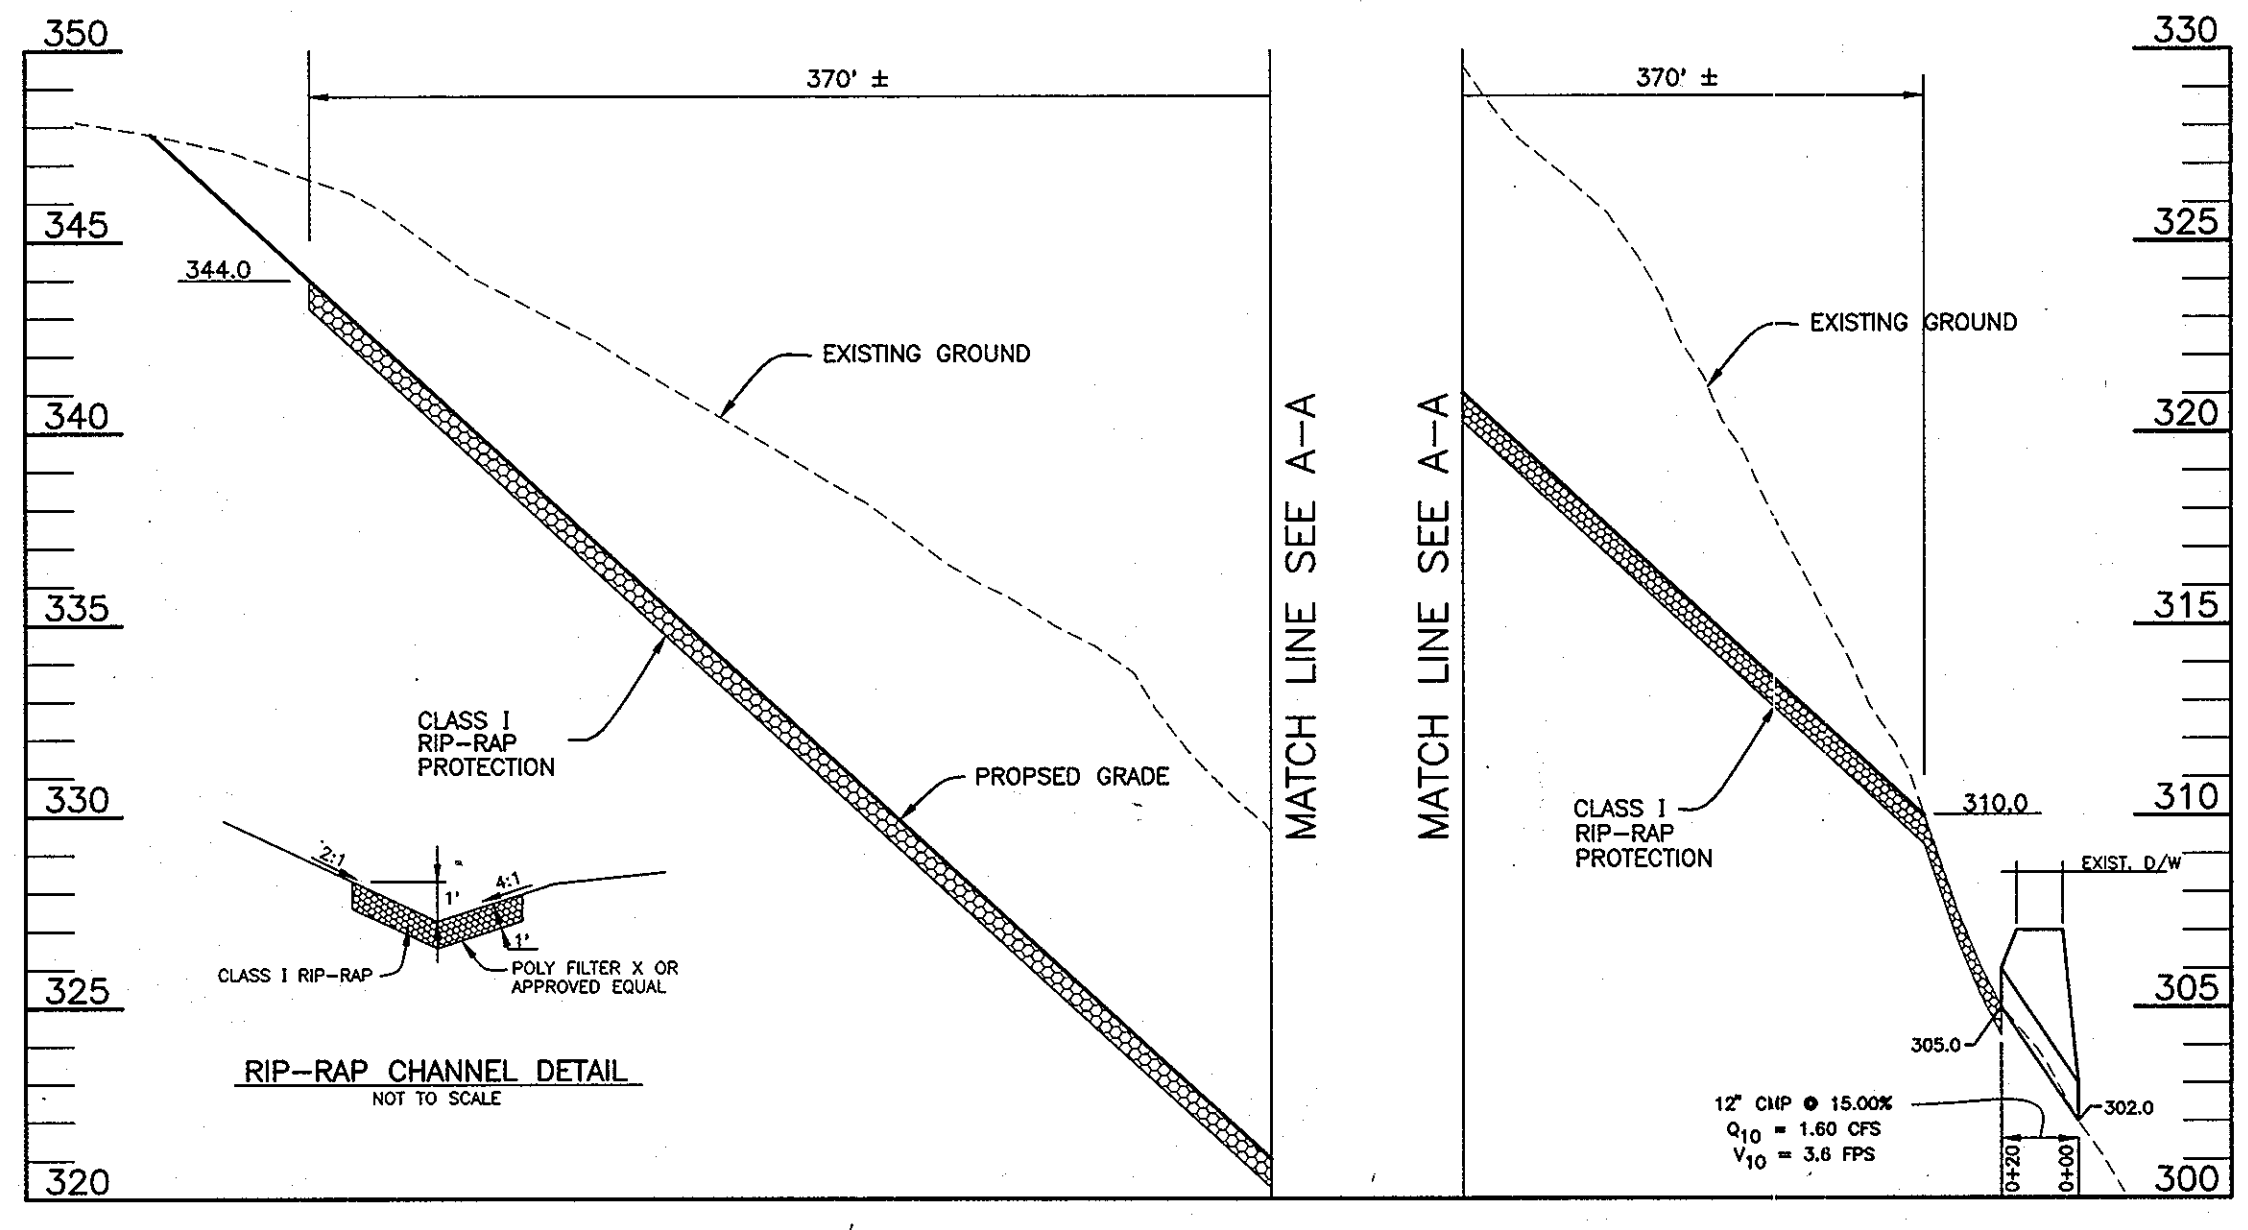 350
345
344.0
340
335
330
325
320
370' ±
EXISTING GROUND
CLASS I
RIP-RAP
PROTECTION
PROPSED GRADE
2:1
1'
4:1
1'
CLASS I RIP-RAP
POLY FILTER X OR
APPROVED EQUAL
RIP-RAP CHANNEL DETAIL
NOT TO SCALE
MATCH LINE SEE A-A
MATCH LINE SEE A-A
370' ±
EXISTING GROUND
CLASS I
RIP-RAP
PROTECTION
310.0
EXIST. D/W
305.0
302.0
12" CMP @ 15.00%
Q10 = 1.60 CFS
V10 = 3.6 FPS
0+20
0+00
330
325
320
315
310
305
300